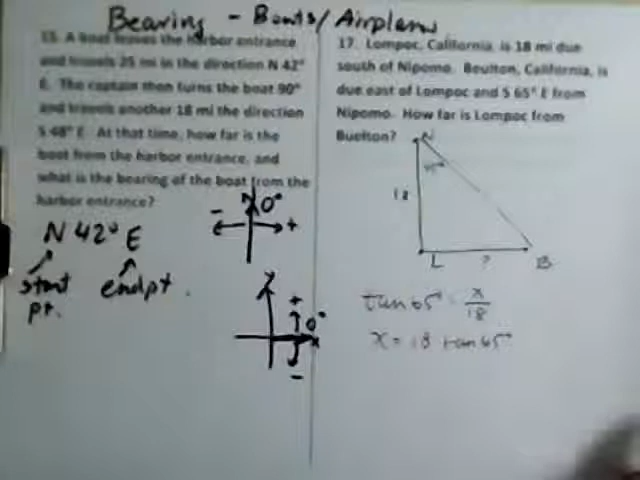 Bearing - Boats/Airplanes
15. A boat leaves the harbor entrance
and travels 25 mi in the direction N 42°
E. The captain then turns the boat 90°
and travels another 18 mi the direction
S 48° E. At that time, how far is the
boat from the harbor entrance, and
what is the bearing of the boat from the
harbor entrance?
N 42° E
start pt.
endpt.
0°
-
+
y
+
0°
x
-
17. Lompoc, California, is 18 mi due
south of Nipomo. Buelton, California, is
due east of Lompoc and S 65° E from
Nipomo. How far is Lompoc from
Buelton?
N
65°
18
L
?
B
tan 65° = x/18
x = 18 tan 65°